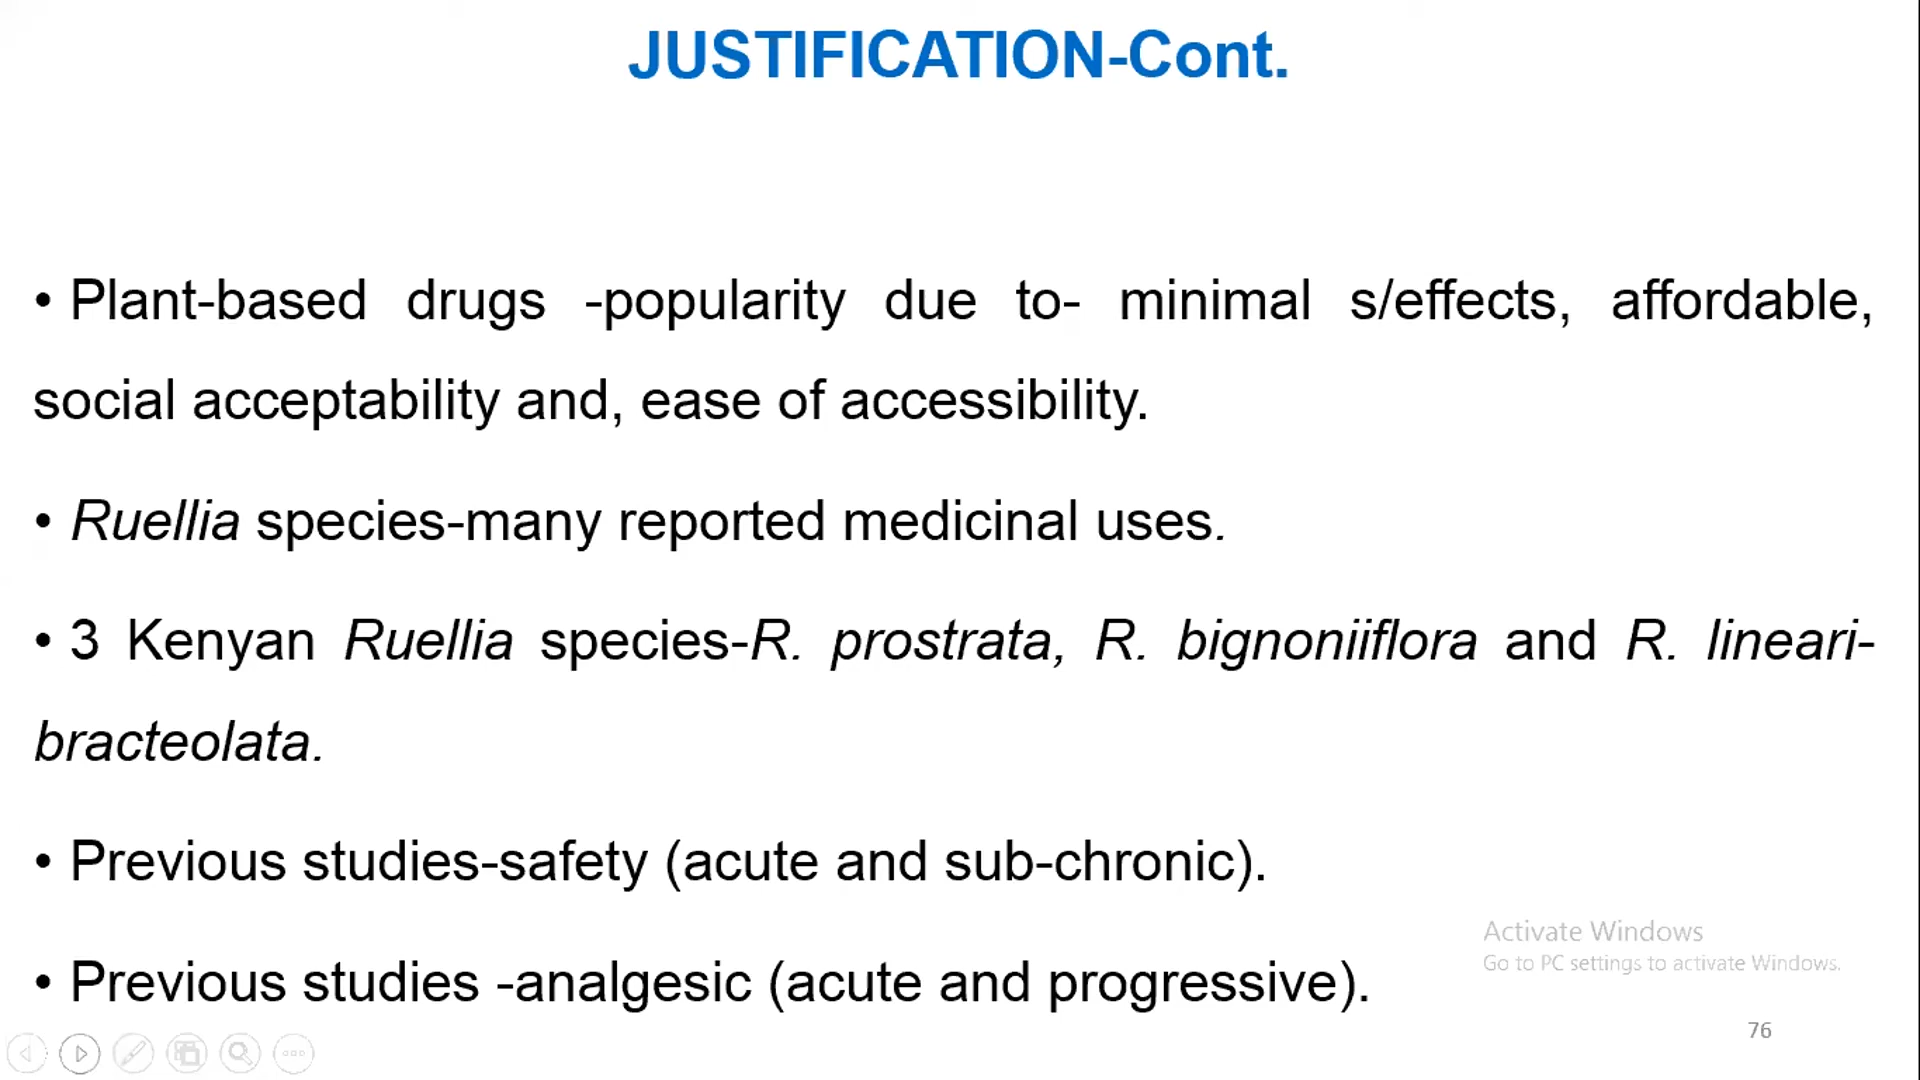 JUSTIFICATION-Cont.
• Plant-based drugs -popularity due to- minimal s/effects, affordable,
social acceptability and, ease of accessibility.
• Ruellia species-many reported medicinal uses.
• 3 Kenyan Ruellia species-R. prostrata, R. bignoniiflora and R. lineari-
bracteolata.
• Previous studies-safety (acute and sub-chronic).
• Previous studies -analgesic (acute and progressive).
Activate Windows
Go to PC settings to activate Windows.
76